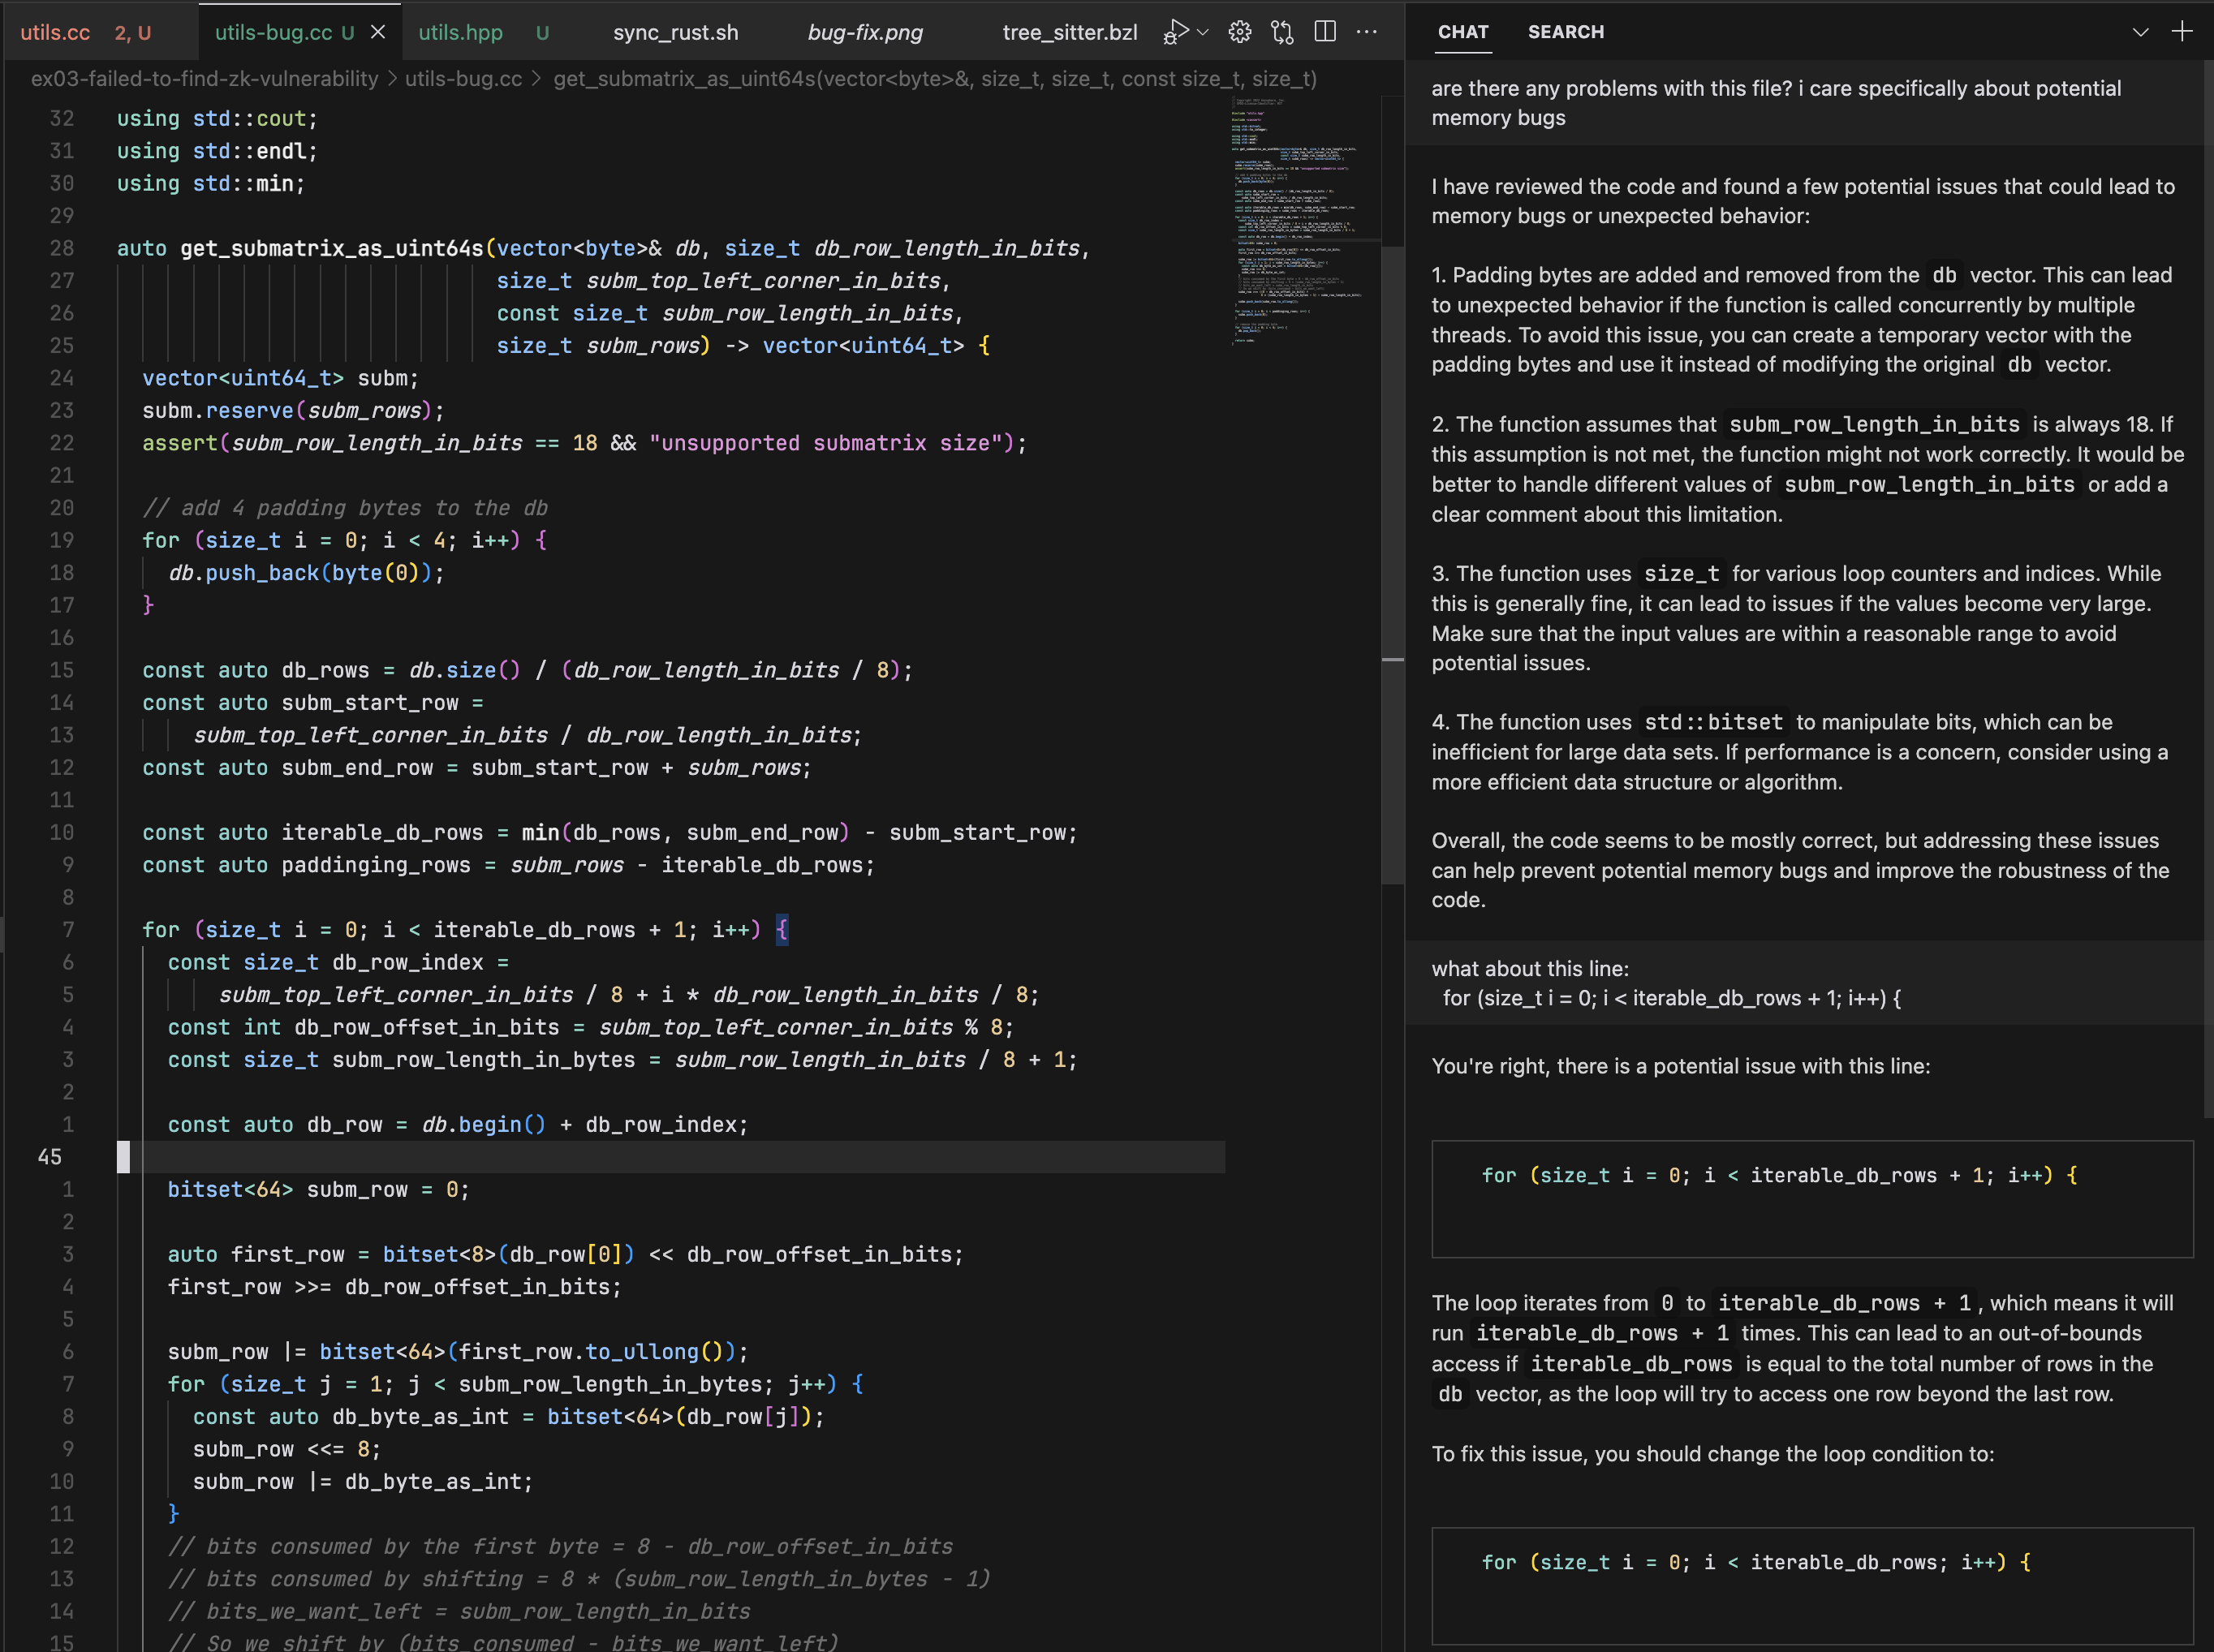 utils.cc 2, U utils-bug.cc U utils.hpp U sync_rust.sh bug-fix.png tree_sitter.bzl
ex03-failed-to-find-zk-vulnerability > utils-bug.cc > get_submatrix_as_uint64s(vector<byte>&, size_t, size_t, const size_t, size_t)
32 using std::cout;
31 using std::endl;
30 using std::min;
29
28 auto get_submatrix_as_uint64s(vector<byte>& db, size_t db_row_length_in_bits,
27 size_t subm_top_left_corner_in_bits,
26 const size_t subm_row_length_in_bits,
25 size_t subm_rows) -> vector<uint64_t> {
24 vector<uint64_t> subm;
23 subm.reserve(subm_rows);
22 assert(subm_row_length_in_bits == 18 && "unsupported submatrix size");
21
20 // add 4 padding bytes to the db
19 for (size_t i = 0; i < 4; i++) {
18 db.push_back(byte(0));
17 }
16
15 const auto db_rows = db.size() / (db_row_length_in_bits / 8);
14 const auto subm_start_row =
13 subm_top_left_corner_in_bits / db_row_length_in_bits;
12 const auto subm_end_row = subm_start_row + subm_rows;
11
10 const auto iterable_db_rows = min(db_rows, subm_end_row) - subm_start_row;
9 const auto paddinging_rows = subm_rows - iterable_db_rows;
8
7 for (size_t i = 0; i < iterable_db_rows + 1; i++) {
6 const size_t db_row_index =
5 subm_top_left_corner_in_bits / 8 + i * db_row_length_in_bits / 8;
4 const int db_row_offset_in_bits = subm_top_left_corner_in_bits % 8;
3 const size_t subm_row_length_in_bytes = subm_row_length_in_bits / 8 + 1;
2
1 const auto db_row = db.begin() + db_row_index;
45
1 bitset<64> subm_row = 0;
2
3 auto first_row = bitset<8>(db_row[0]) << db_row_offset_in_bits;
4 first_row >>= db_row_offset_in_bits;
5
6 subm_row |= bitset<64>(first_row.to_ullong());
7 for (size_t j = 1; j < subm_row_length_in_bytes; j++) {
8 const auto db_byte_as_int = bitset<64>(db_row[j]);
9 subm_row <<= 8;
10 subm_row |= db_byte_as_int;
11 }
12 // bits consumed by the first byte = 8 - db_row_offset_in_bits
13 // bits consumed by shifting = 8 * (subm_row_length_in_bytes - 1)
14 // bits_we_want_left = subm_row_length_in_bits
15 // So we shift by (bits_consumed - bits_we_want_left)
CHAT SEARCH
are there any problems with this file? i care specifically about potential
memory bugs
I have reviewed the code and found a few potential issues that could lead to
memory bugs or unexpected behavior:
1. Padding bytes are added and removed from the db vector. This can lead
to unexpected behavior if the function is called concurrently by multiple
threads. To avoid this issue, you can create a temporary vector with the
padding bytes and use it instead of modifying the original db vector.
2. The function assumes that subm_row_length_in_bits is always 18. If
this assumption is not met, the function might not work correctly. It would be
better to handle different values of subm_row_length_in_bits or add a
clear comment about this limitation.
3. The function uses size_t for various loop counters and indices. While
this is generally fine, it can lead to issues if the values become very large.
Make sure that the input values are within a reasonable range to avoid
potential issues.
4. The function uses std::bitset to manipulate bits, which can be
inefficient for large data sets. If performance is a concern, consider using a
more efficient data structure or algorithm.
Overall, the code seems to be mostly correct, but addressing these issues
can help prevent potential memory bugs and improve the robustness of the
code.
what about this line:
for (size_t i = 0; i < iterable_db_rows + 1; i++) {
You're right, there is a potential issue with this line:
for (size_t i = 0; i < iterable_db_rows + 1; i++) {
The loop iterates from 0 to iterable_db_rows + 1, which means it will
run iterable_db_rows + 1 times. This can lead to an out-of-bounds
access if iterable_db_rows is equal to the total number of rows in the
db vector, as the loop will try to access one row beyond the last row.
To fix this issue, you should change the loop condition to:
for (size_t i = 0; i < iterable_db_rows; i++) {